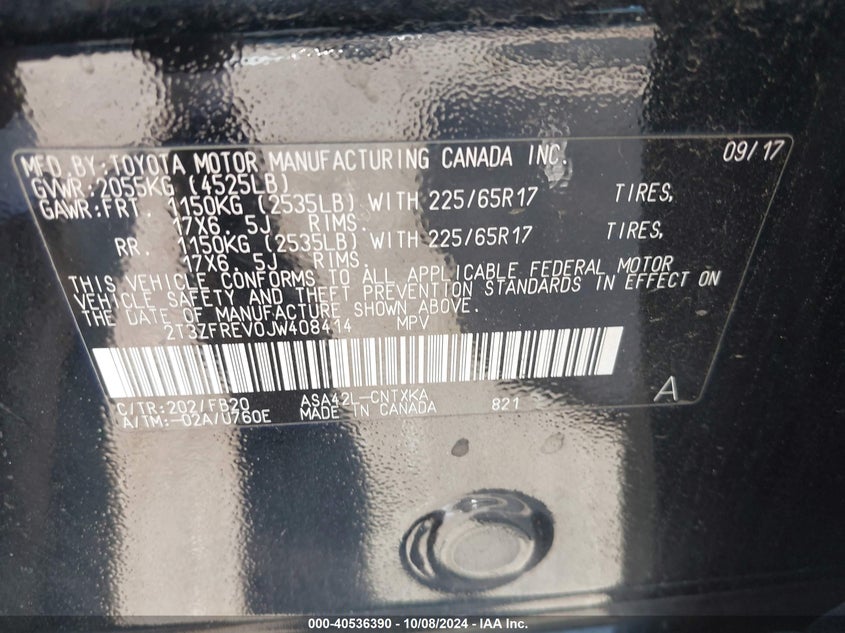 MFD.BY:TOYOTA MOTOR MANUFACTURING CANADA INC. 09/17
GVWR:2055KG (4525LB)
GAWR:FRT. 1150KG (2535LB) WITH 225/65R17 TIRES,
17X6.5J RIMS.
RR. 1150KG (2535LB) WITH 225/65R17 TIRES,
17X6.5J RIMS.
THIS VEHICLE CONFORMS TO ALL APPLICABLE FEDERAL MOTOR
VEHICLE SAFETY AND THEFT PREVENTION STANDARDS IN EFFECT ON
THE DATE OF MANUFACTURE SHOWN ABOVE.
2T3ZFREV0JW408414 MPV
C/TR:202/FB20 ASA42L-CNTXKA A
A/TM:-02A/U760E MADE IN CANADA 821
000-40536390 - 10/08/2024 - IAA Inc.